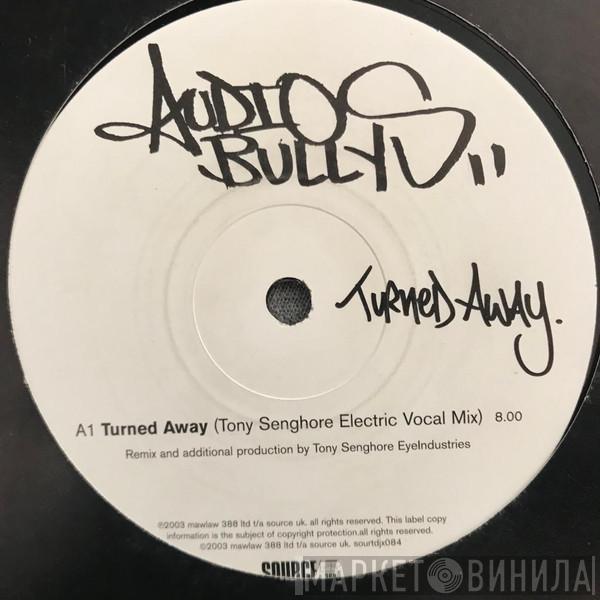 AUDIO
BULLYS
TURNED AWAY.
A1 Turned Away (Tony Senghore Electric Vocal Mix) 8.00
Remix and additional production by Tony Senghore EyeIndustries
℗2003 mawlaw 388 ltd t/a source uk. all rights reserved. This label copy
information is the subject of copyright protection.all rights reserved.
©2003 mawlaw 388 ltd t/a source uk. sourtdjx084
SOURCE
МАРКЕТ ВИНИЛА